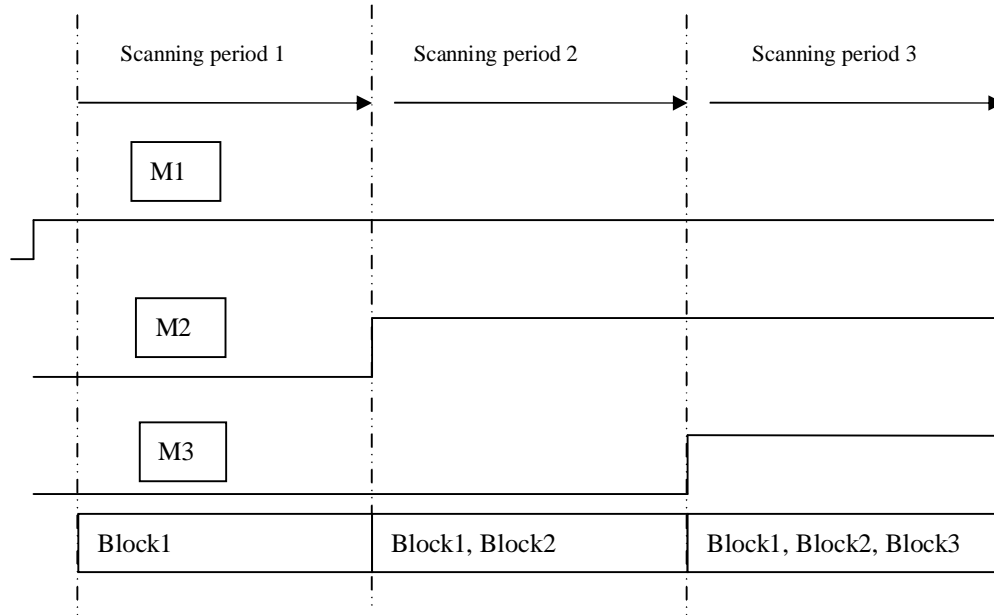 Scanning period 1
Scanning period 2
Scanning period 3
M1
M2
M3
Block1
Block1, Block2
Block1, Block2, Block3